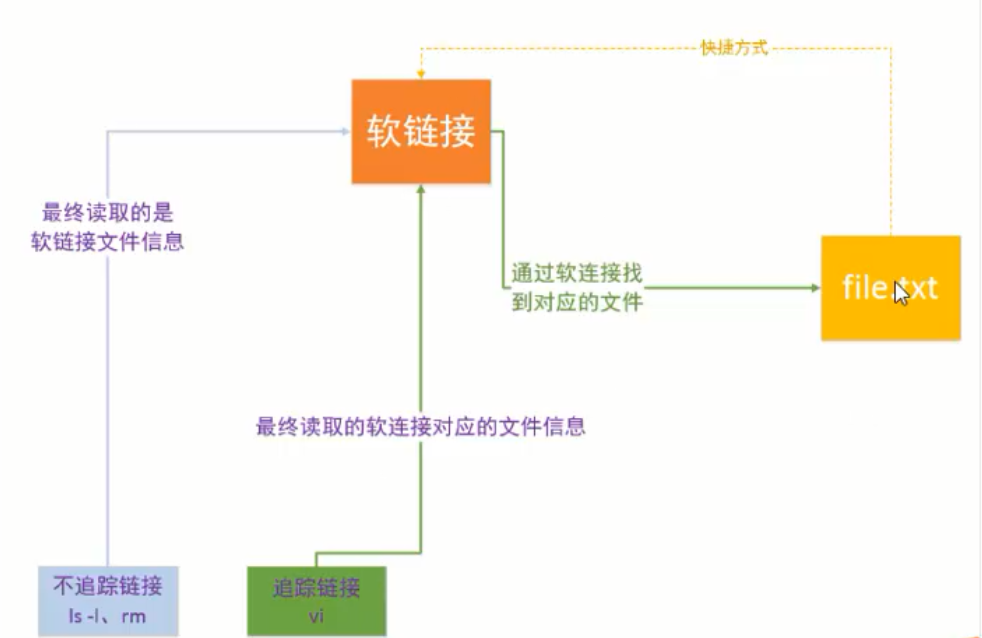 快捷方式
软链接
最终读取的是
软链接文件信息
通过软连接找
到对应的文件
file.txt
最终读取的软连接对应的文件信息
不追踪链接
ls -l、rm
追踪链接
vi